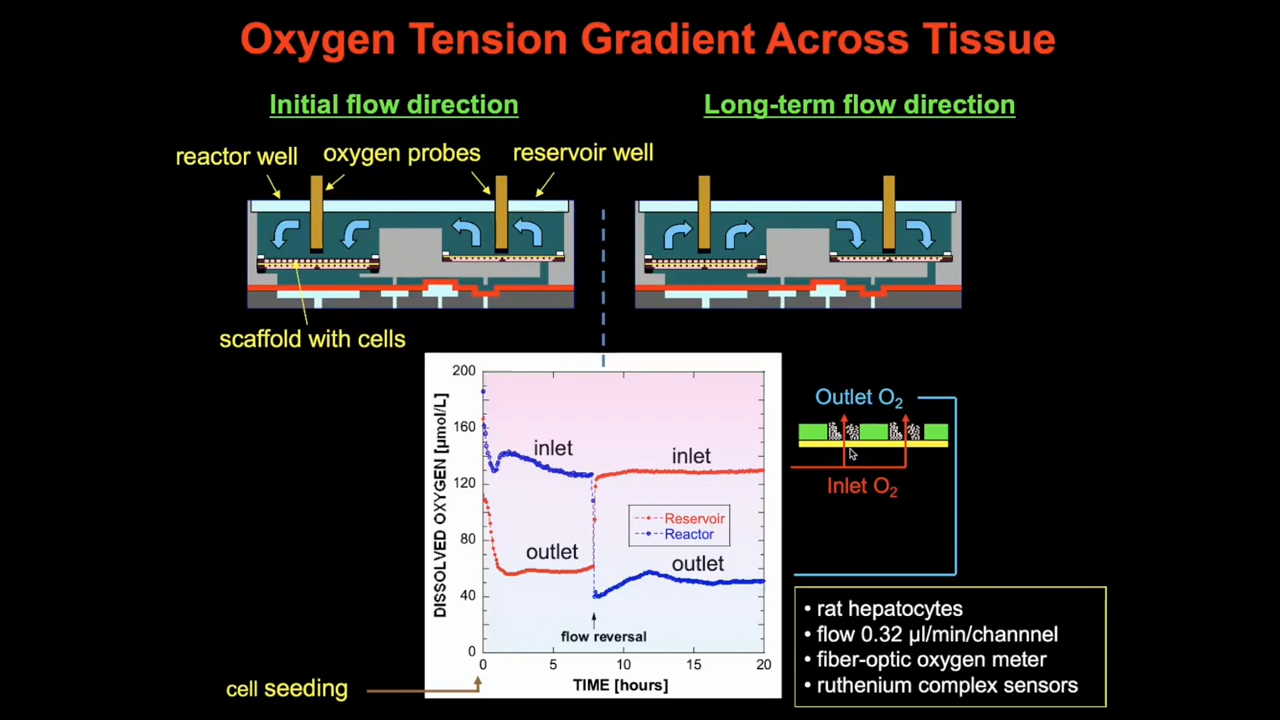 Oxygen Tension Gradient Across Tissue
Initial flow direction
Long-term flow direction
reactor well
oxygen probes
reservoir well
scaffold with cells
200
160
120
80
40
0
DISSOLVED OXYGEN [µmol/L]
inlet
inlet
Reservoir
Reactor
outlet
outlet
flow reversal
0
5
10
15
20
TIME [hours]
cell seeding
Outlet O₂
Inlet O₂
• rat hepatocytes
• flow 0.32 µl/min/channnel
• fiber-optic oxygen meter
• ruthenium complex sensors